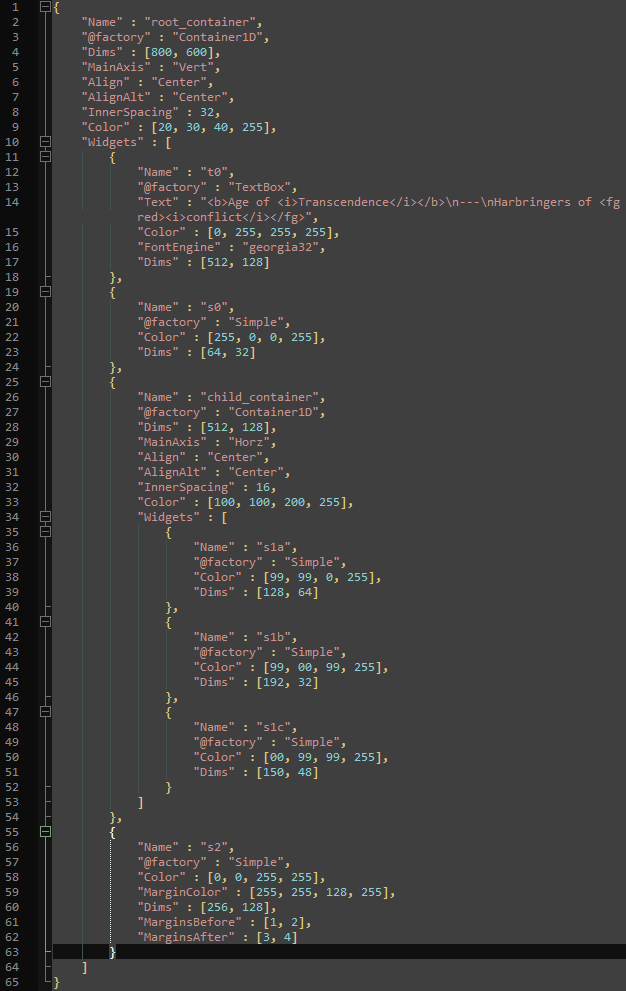 1 {
2 "Name" : "root_container",
3 "@factory" : "Container1D",
4 "Dims" : [800, 600],
5 "MainAxis" : "Vert",
6 "Align" : "Center",
7 "AlignAlt" : "Center",
8 "InnerSpacing" : 32,
9 "Color" : [20, 30, 40, 255],
10 "Widgets" : [
11 {
12 "Name" : "t0",
13 "@factory" : "TextBox",
14 "Text" : "<b>Age of <i>Transcendence</i></b>\n---\nHarbringers of <fg
red><i>conflict</i></fg>",
15 "Color" : [0, 255, 255, 255],
16 "FontEngine" : "georgia32",
17 "Dims" : [512, 128]
18 },
19 {
20 "Name" : "s0",
21 "@factory" : "Simple",
22 "Color" : [255, 0, 0, 255],
23 "Dims" : [64, 32]
24 },
25 {
26 "Name" : "child_container",
27 "@factory" : "Container1D",
28 "Dims" : [512, 128],
29 "MainAxis" : "Horz",
30 "Align" : "Center",
31 "AlignAlt" : "Center",
32 "InnerSpacing" : 16,
33 "Color" : [100, 100, 200, 255],
34 "Widgets" : [
35 {
36 "Name" : "s1a",
37 "@factory" : "Simple",
38 "Color" : [99, 99, 0, 255],
39 "Dims" : [128, 64]
40 },
41 {
42 "Name" : "s1b",
43 "@factory" : "Simple",
44 "Color" : [99, 00, 99, 255],
45 "Dims" : [192, 32]
46 },
47 {
48 "Name" : "s1c",
49 "@factory" : "Simple",
50 "Color" : [00, 99, 99, 255],
51 "Dims" : [150, 48]
52 }
53 ]
54 },
55 {
56 "Name" : "s2",
57 "@factory" : "Simple",
58 "Color" : [0, 0, 255, 255],
59 "MarginColor" : [255, 255, 128, 255],
60 "Dims" : [256, 128],
61 "MarginsBefore" : [1, 2],
62 "MarginsAfter" : [3, 4]
63 }
64 ]
65 }